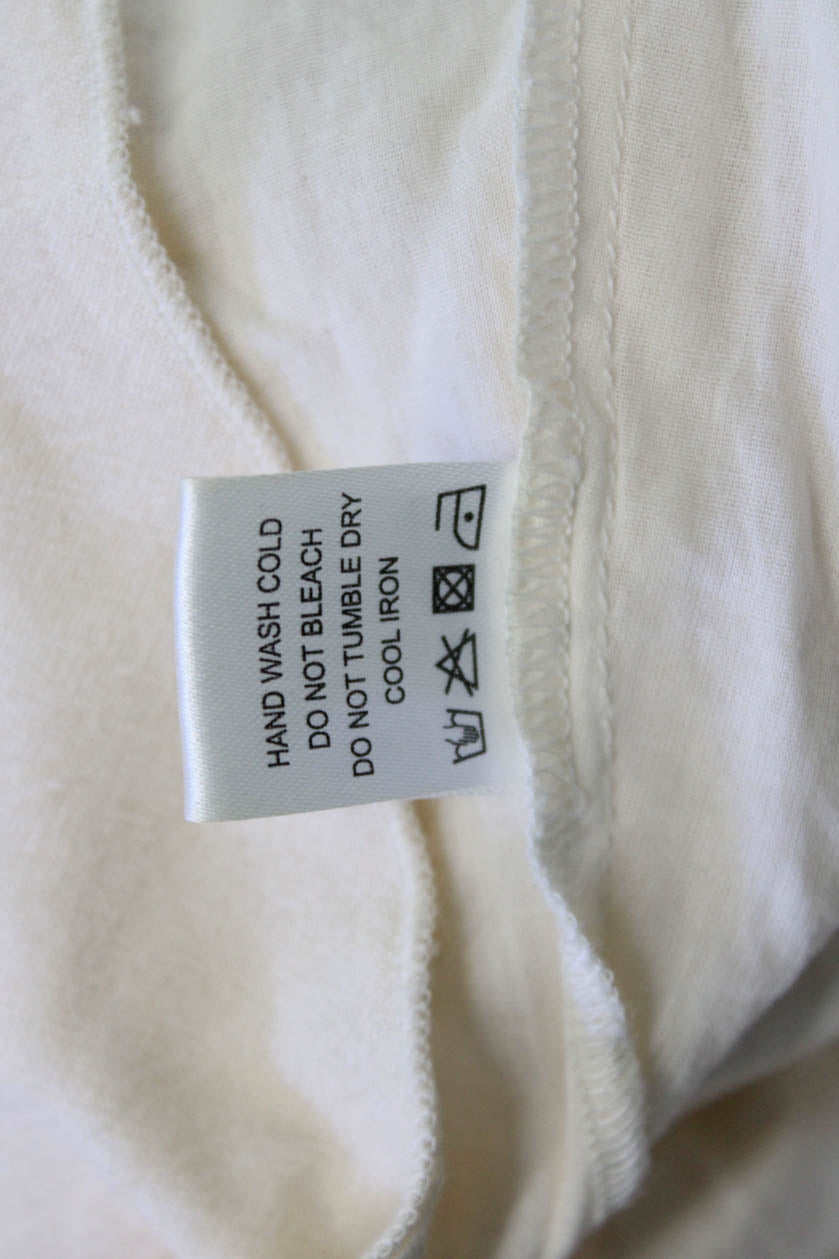 HAND WASH COLD
DO NOT BLEACH
DO NOT TUMBLE DRY
COOL IRON